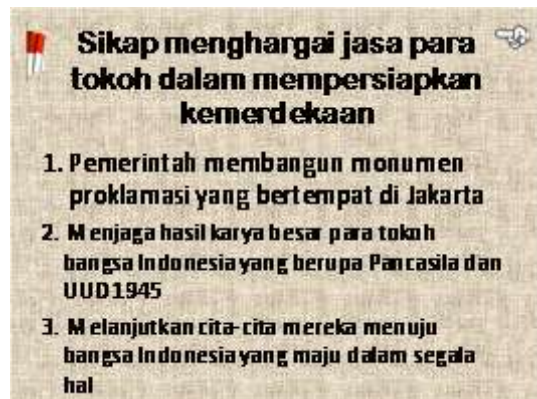 Sikap menghargai jasa para
tokoh dalam mempersiapkan
kemerdekaan
1. Pemerintah membangun monumen
proklamasi yang bertempat di Jakarta
2. Menjaga hasil karya besar para tokoh
bangsa Indonesia yang berupa Pancasila dan
UUD 1945
3. Melanjutkan cita-cita mereka menuju
bangsa Indonesia yang maju dalam segala
hal